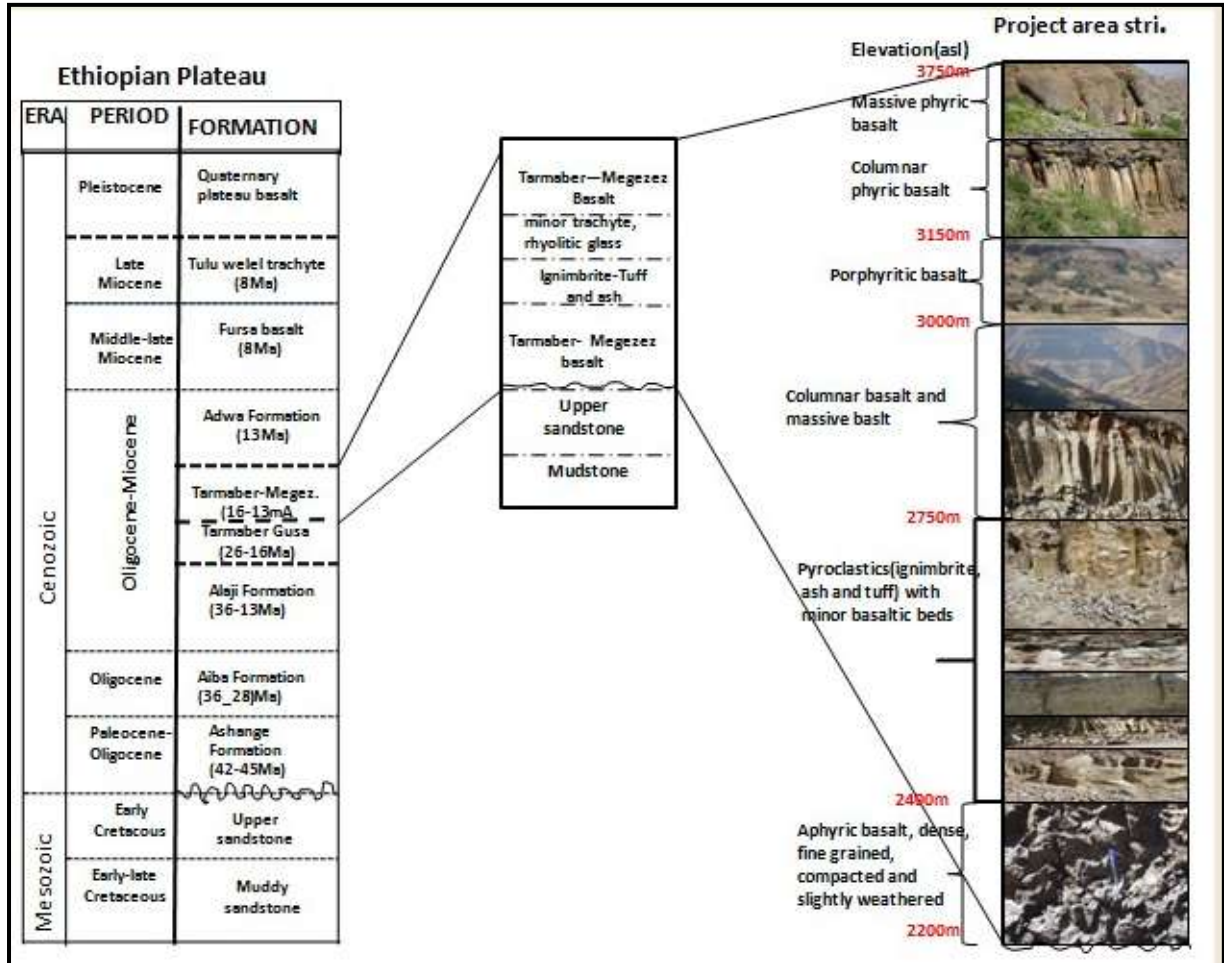 Project area stri.
Elevation(asl)
Ethiopian Plateau
ERA
PERIOD
FORMATION
Cenozoic
Pleistocene
Quaternary
plateau basalt
Late
Miocene
Tulu welel trachyte
(8Ma)
Middle-late
Miocene
Fursa basalt
(8Ma)
Oligocene-Miocene
Adwa Formation
(13Ma)
Tarmaber-Megez.
(16-13mA
Tarmaber Gusa
(26-16Ma)
Alaji Formation
(36-13Ma)
Oligocene
Aiba Formation
(36_28)Ma)
Paleocene-
Oligocene
Ashange
Formation
(42-45Ma)
Mesozoic
Early
Cretacous
Upper
sandstone
Early-late
Cretaceous
Muddy
sandstone
Tarmaber—Megezez
Basalt
minor trachyte,
rhyolitic glass
Ignimbrite-Tuff
and ash
Tarmaber- Megezez
basalt
Upper
sandstone
Mudstone
3750m
Massive phyric
basalt
Columnar
phyric basalt
3150m
Porphyritic basalt
3000m
Columnar basalt and
massive baslt
2750m
Pyroclastics(ignimbrite,
ash and tuff) with
minor basaltic beds
2490m
Aphyric basalt, dense,
fine grained,
compacted and
slightly weathered
2200m